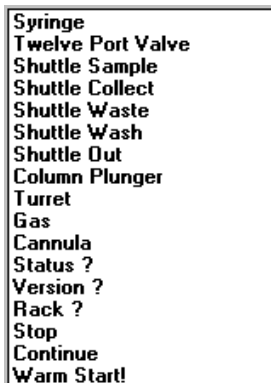 Syringe
Twelve Port Valve
Shuttle Sample
Shuttle Collect
Shuttle Waste
Shuttle Wash
Shuttle Out
Column Plunger
Turret
Gas
Cannula
Status ?
Version ?
Rack ?
Stop
Continue
Warm Start!